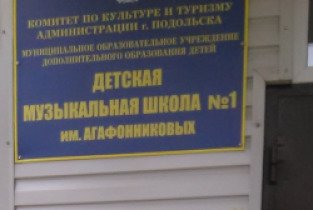 КОМИТЕТ ПО КУЛЬТУРЕ И ТУРИЗМУ
АДМИНИСТРАЦИИ г. ПОДОЛЬСКА
МУНИЦИПАЛЬНОЕ ОБРАЗОВАТЕЛЬНОЕ УЧРЕЖДЕНИЕ
ДОПОЛНИТЕЛЬНОГО ОБРАЗОВАНИЯ ДЕТЕЙ
ДЕТСКАЯ
МУЗЫКАЛЬНАЯ ШКОЛА №1
им. АГАФОННИКОВЫХ